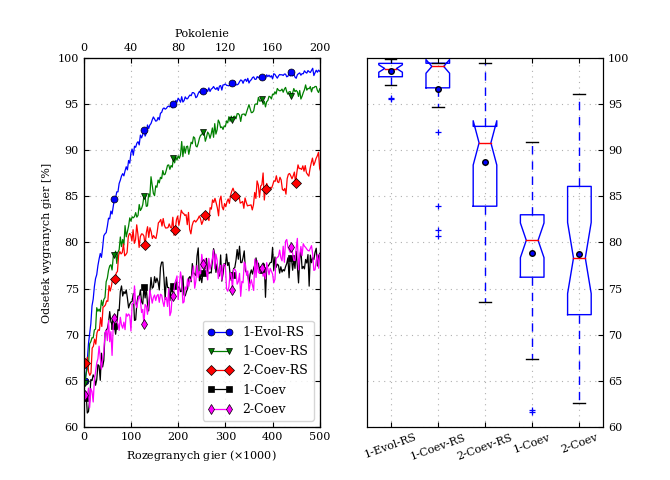 Pokolenie
0 40 80 120 160 200
Odsetek wygranych gier [%]
100
95
90
85
80
75
70
65
60
1-Evol-RS
1-Coev-RS
2-Coev-RS
1-Coev
2-Coev
0 100 200 300 400 500
Rozegranych gier (×1000)
100
95
90
85
80
75
70
65
60
1-Evol-RS 1-Coev-RS 2-Coev-RS 1-Coev 2-Coev